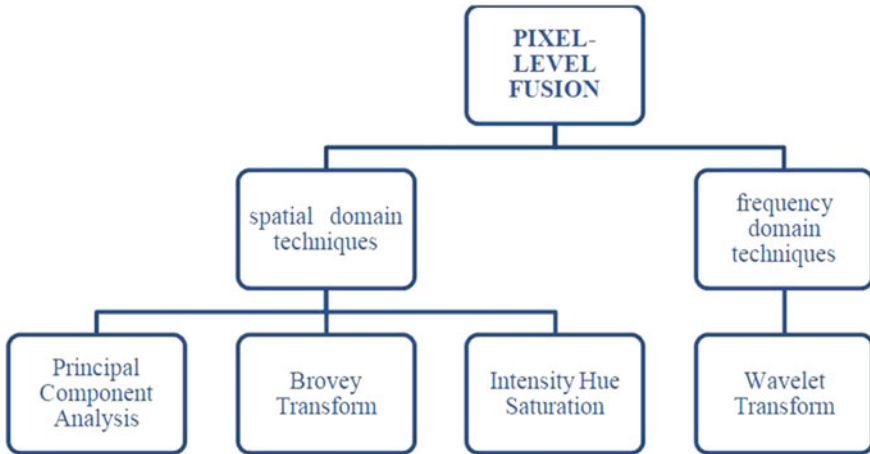 PIXEL-
LEVEL
FUSION
spatial domain
techniques
frequency
domain
techniques
Principal
Component
Analysis
Brovey
Transform
Intensity Hue
Saturation
Wavelet
Transform